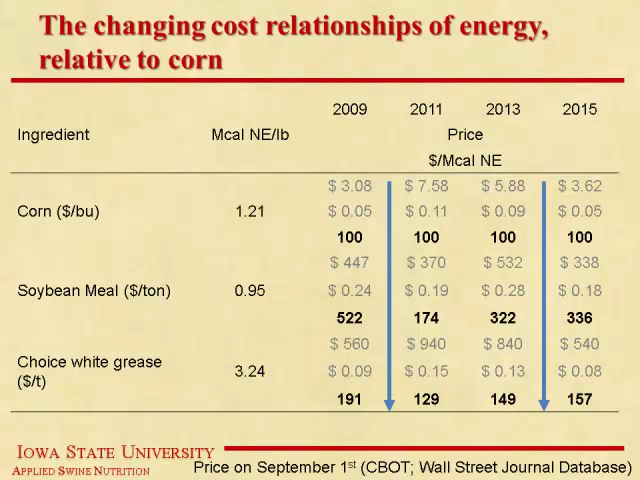 The changing cost relationships of energy,
relative to corn
2009 2011 2013 2015
Ingredient Mcal NE/lb Price
$/Mcal NE
$ 3.08 $ 7.58 $ 5.88 $ 3.62
Corn ($/bu) 1.21 $ 0.05 $ 0.11 $ 0.09 $ 0.05
100 100 100 100
$ 447 $ 370 $ 532 $ 338
Soybean Meal ($/ton) 0.95 $ 0.24 $ 0.19 $ 0.28 $ 0.18
522 174 322 336
$ 560 $ 940 $ 840 $ 540
Choice white grease
($/t) 3.24 $ 0.09 $ 0.15 $ 0.13 $ 0.08
191 129 149 157
IOWA STATE UNIVERSITY
APPLIED SWINE NUTRITION
Price on September 1st (CBOT; Wall Street Journal Database)